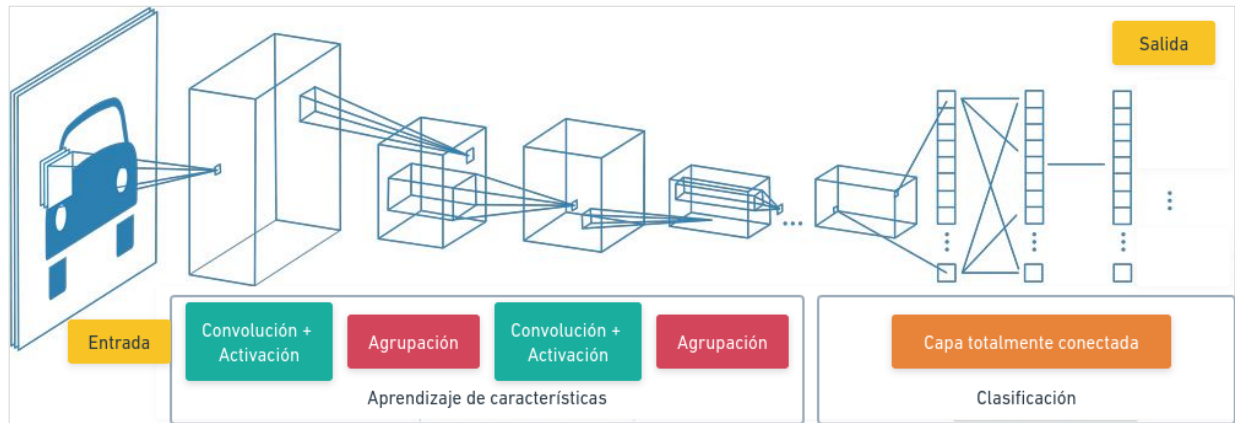 Salida
Entrada
Convolución +
Activación
Agrupación
Convolución +
Activación
Agrupación
Aprendizaje de características
Capa totalmente conectada
Clasificación